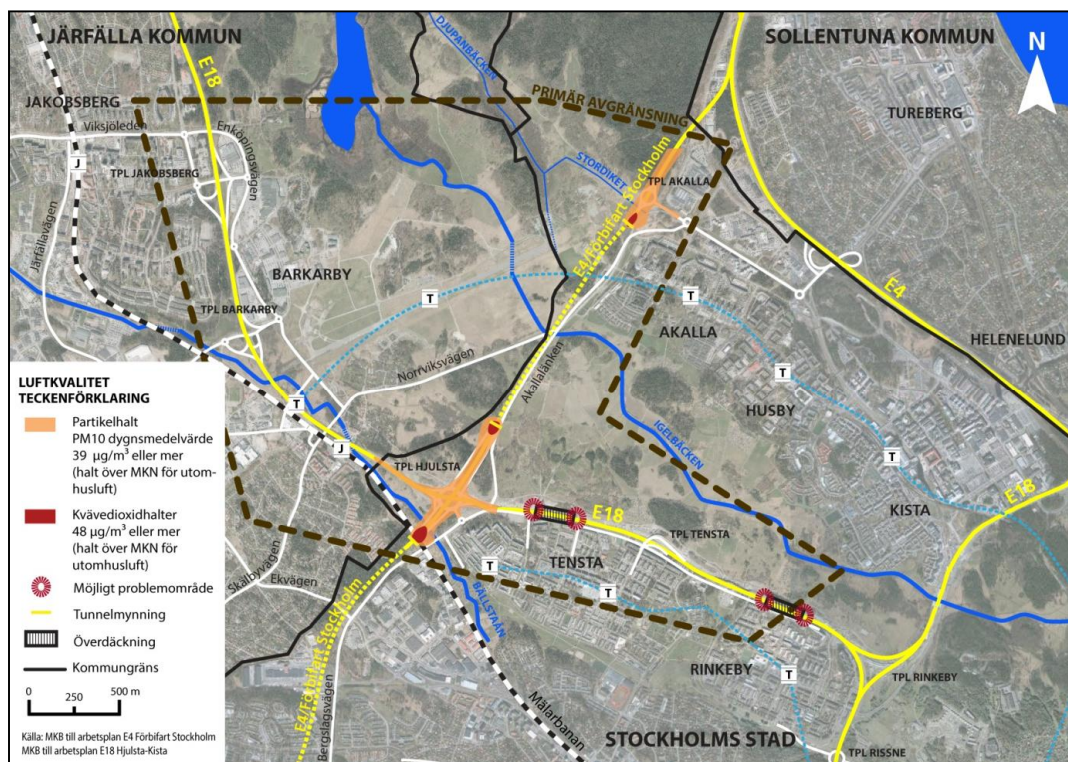 JÄRFÄLLA KOMMUN
SOLLENTUNA KOMMUN
N
E18
DJUPANBÄCKEN
JAKOBSBERG
PRIMÄR AVGRÄNSNING
TUREBERG
Viksjöleden
Enköpingsvägen
J
STORDIKET
TPL JAKOBSBERG
TPL AKALLA
Järfällavägen
E4/Förbifart Stockholm
BARKARBY
E4
T
T
TPL BARKARBY
AKALLA
HELENELUND
Norrviksvägen
Akallalänken
T
HUSBY
T
J
IGELBÄCKEN
TPL HJULSTA
KISTA
E18
E18
TPL TENSTA
TENSTA
T
T
Skälbyvägen
Ekvägen
BÄLLSTAÅN
RINKEBY
T
TPL RINKEBY
E4/Förbifart Stockholm
Bergslagsvägen
Mälarbanan
STOCKHOLMS STAD
TPL RISSNE
LUFTKVALITET
TECKENFÖRKLARING
Partikelhalt
PM10 dygnsmedelvärde
39 µg/m³ eller mer
(halt över MKN för utom-
husluft)
Kvävedioxidhalter
48 µg/m³ eller mer
(halt över MKN för
utomhusluft)
Möjligt problemområde
Tunnelmynning
Överdäckning
Kommungräns
0 250 500 m
Källa: MKB till arbetsplan E4 Förbifart Stockholm
MKB till arbetsplan E18 Hjulsta-Kista